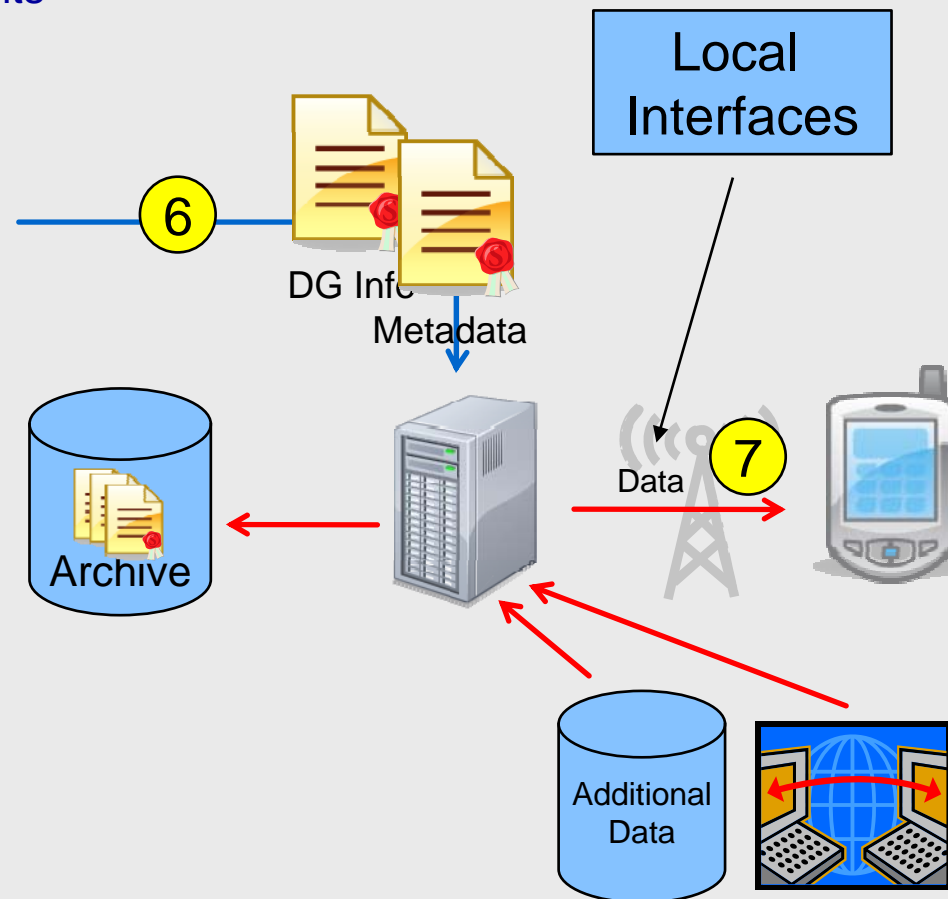 Local
Interfaces
6
DG Info
Metadata
Data
7
Archive
Additional
Data